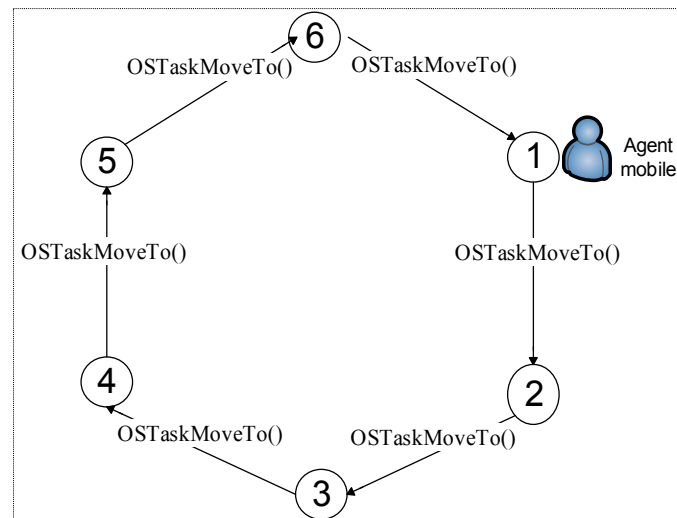 6
OSTaskMoveTo()
OSTaskMoveTo()
5
1
Agent
mobile
OSTaskMoveTo()
OSTaskMoveTo()
4
2
OSTaskMoveTo()
OSTaskMoveTo()
3